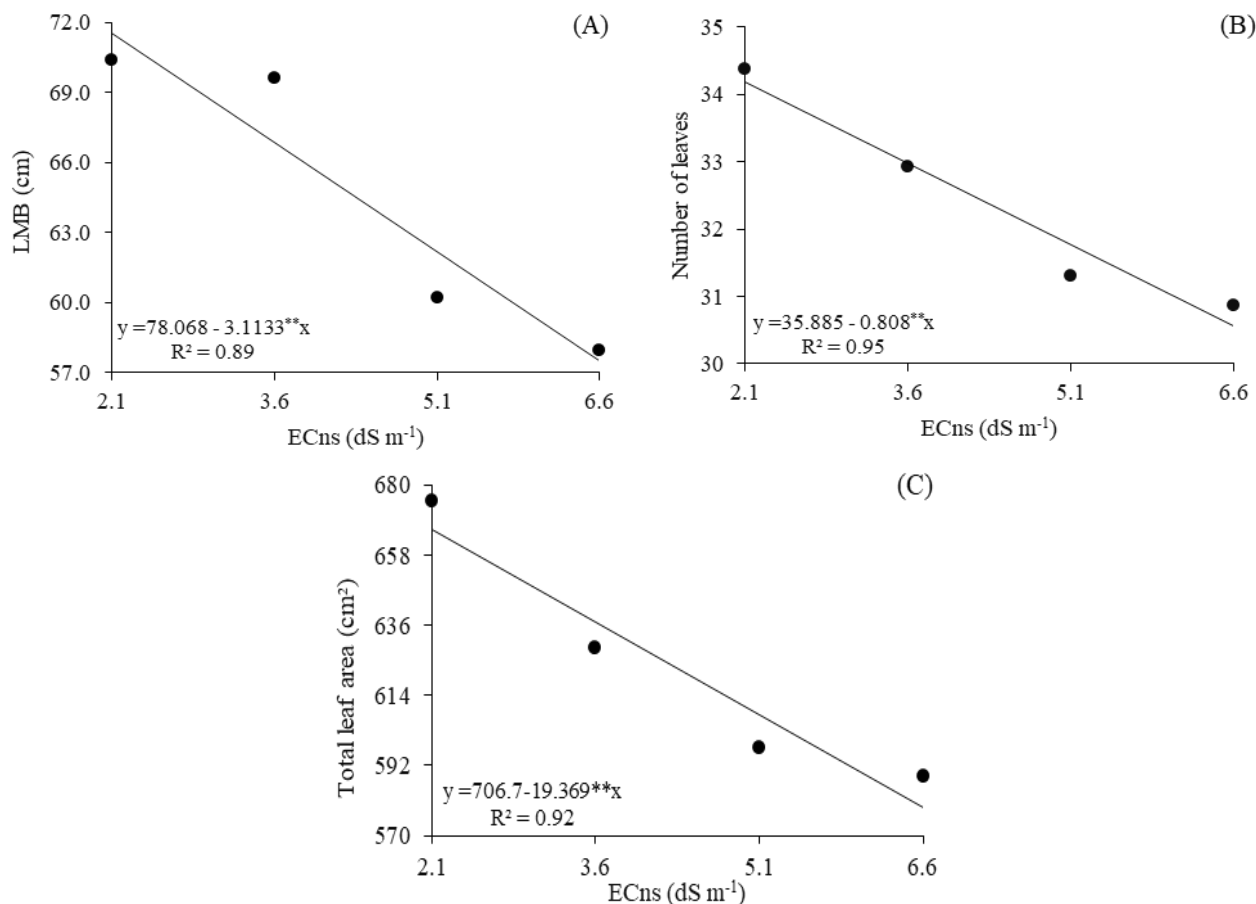 (A)
72.0
69.0
66.0
63.0
60.0
57.0
LMB (cm)
y =78.068 - 3.1133**x
R² = 0.89
2.1 3.6 5.1 6.6
ECns (dS m-1)
(B)
35
34
33
32
31
30
Number of leaves
y =35.885 - 0.808**x
R² = 0.95
2.1 3.6 5.1 6.6
ECns (dS m-1)
(C)
680
658
636
614
592
570
Total leaf area (cm²)
y =706.7-19.369**x
R² = 0.92
2.1 3.6 5.1 6.6
ECns (dS m-1)